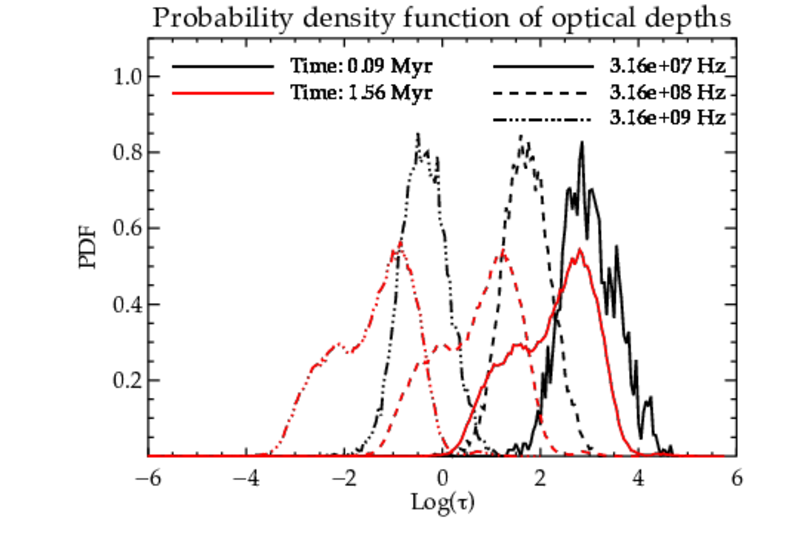 Probability density function of optical depths
Time: 0.09 Myr
Time: 1.56 Myr
3.16e+07 Hz
3.16e+08 Hz
3.16e+09 Hz
PDF
1.0
0.8
0.6
0.4
0.2
−6 −4 −2 0 2 4 6
Log(τ)